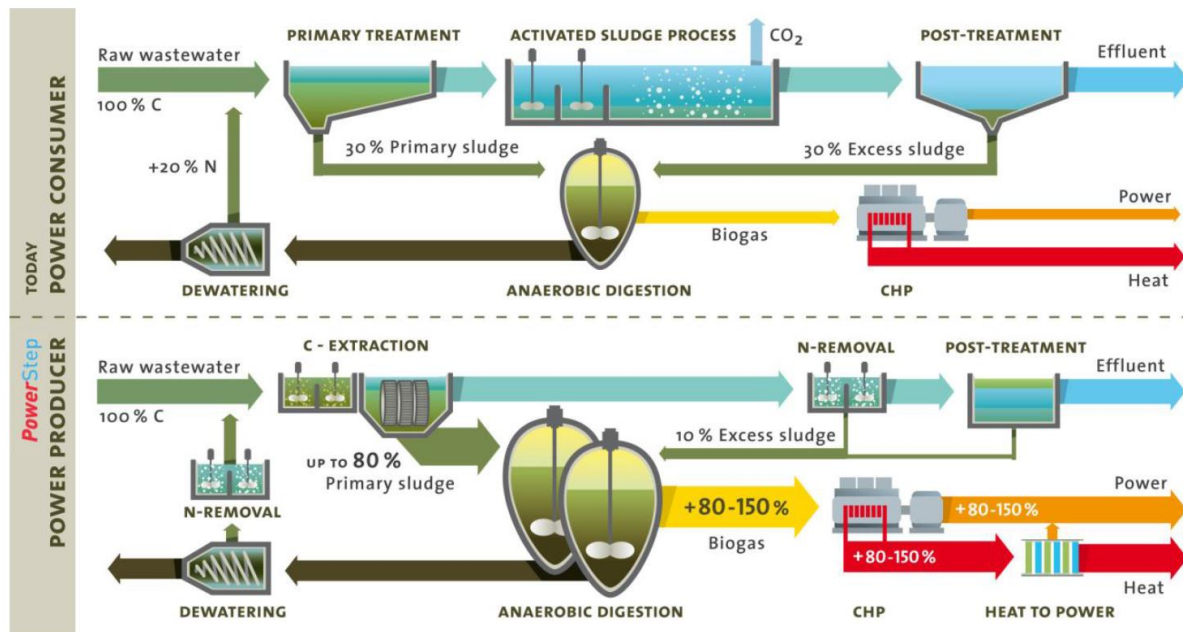 TODAY
POWER CONSUMER
PRIMARY TREATMENT
ACTIVATED SLUDGE PROCESS
CO₂
POST-TREATMENT
Raw wastewater
Effluent
100 % C
30 % Primary sludge
30 % Excess sludge
+20 % N
Power
Biogas
Heat
DEWATERING
ANAEROBIC DIGESTION
CHP
PowerStep
POWER PRODUCER
C - EXTRACTION
N-REMOVAL
POST-TREATMENT
Raw wastewater
Effluent
100 % C
10 % Excess sludge
UP TO 80 %
Primary sludge
N-REMOVAL
+80-150 %
Biogas
Power
+80-150 %
+80-150 %
Heat
DEWATERING
ANAEROBIC DIGESTION
CHP
HEAT TO POWER